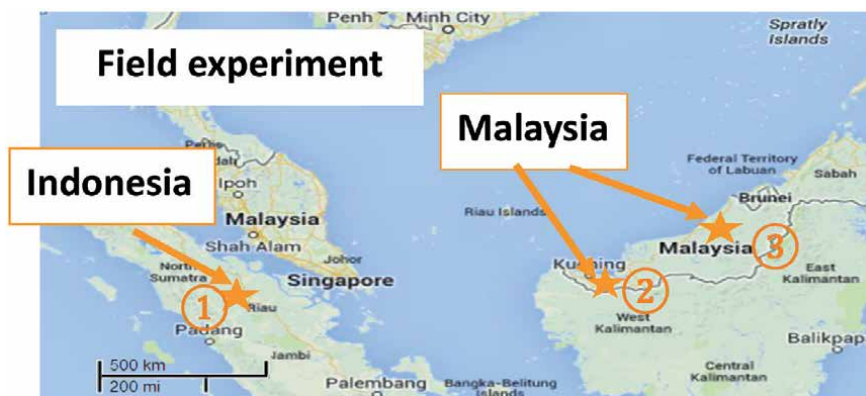 Penh
Minh City
Spratly
Islands
Field experiment
Malaysia
Indonesia
Ipoh
Malaysia
Shah Alam
Johor
Singapore
Riau Islands
Federal Territory
of Labuan
Sabah
Brunei
Malaysia
③
Kuching
②
East
Kalimantan
West
Kalimantan
North
Sumatra
①
Riau
Padang
Balikpap
500 km
200 mi
Jambi
Palembang
Bangka-Belitung
Islands
Central
Kalimantan